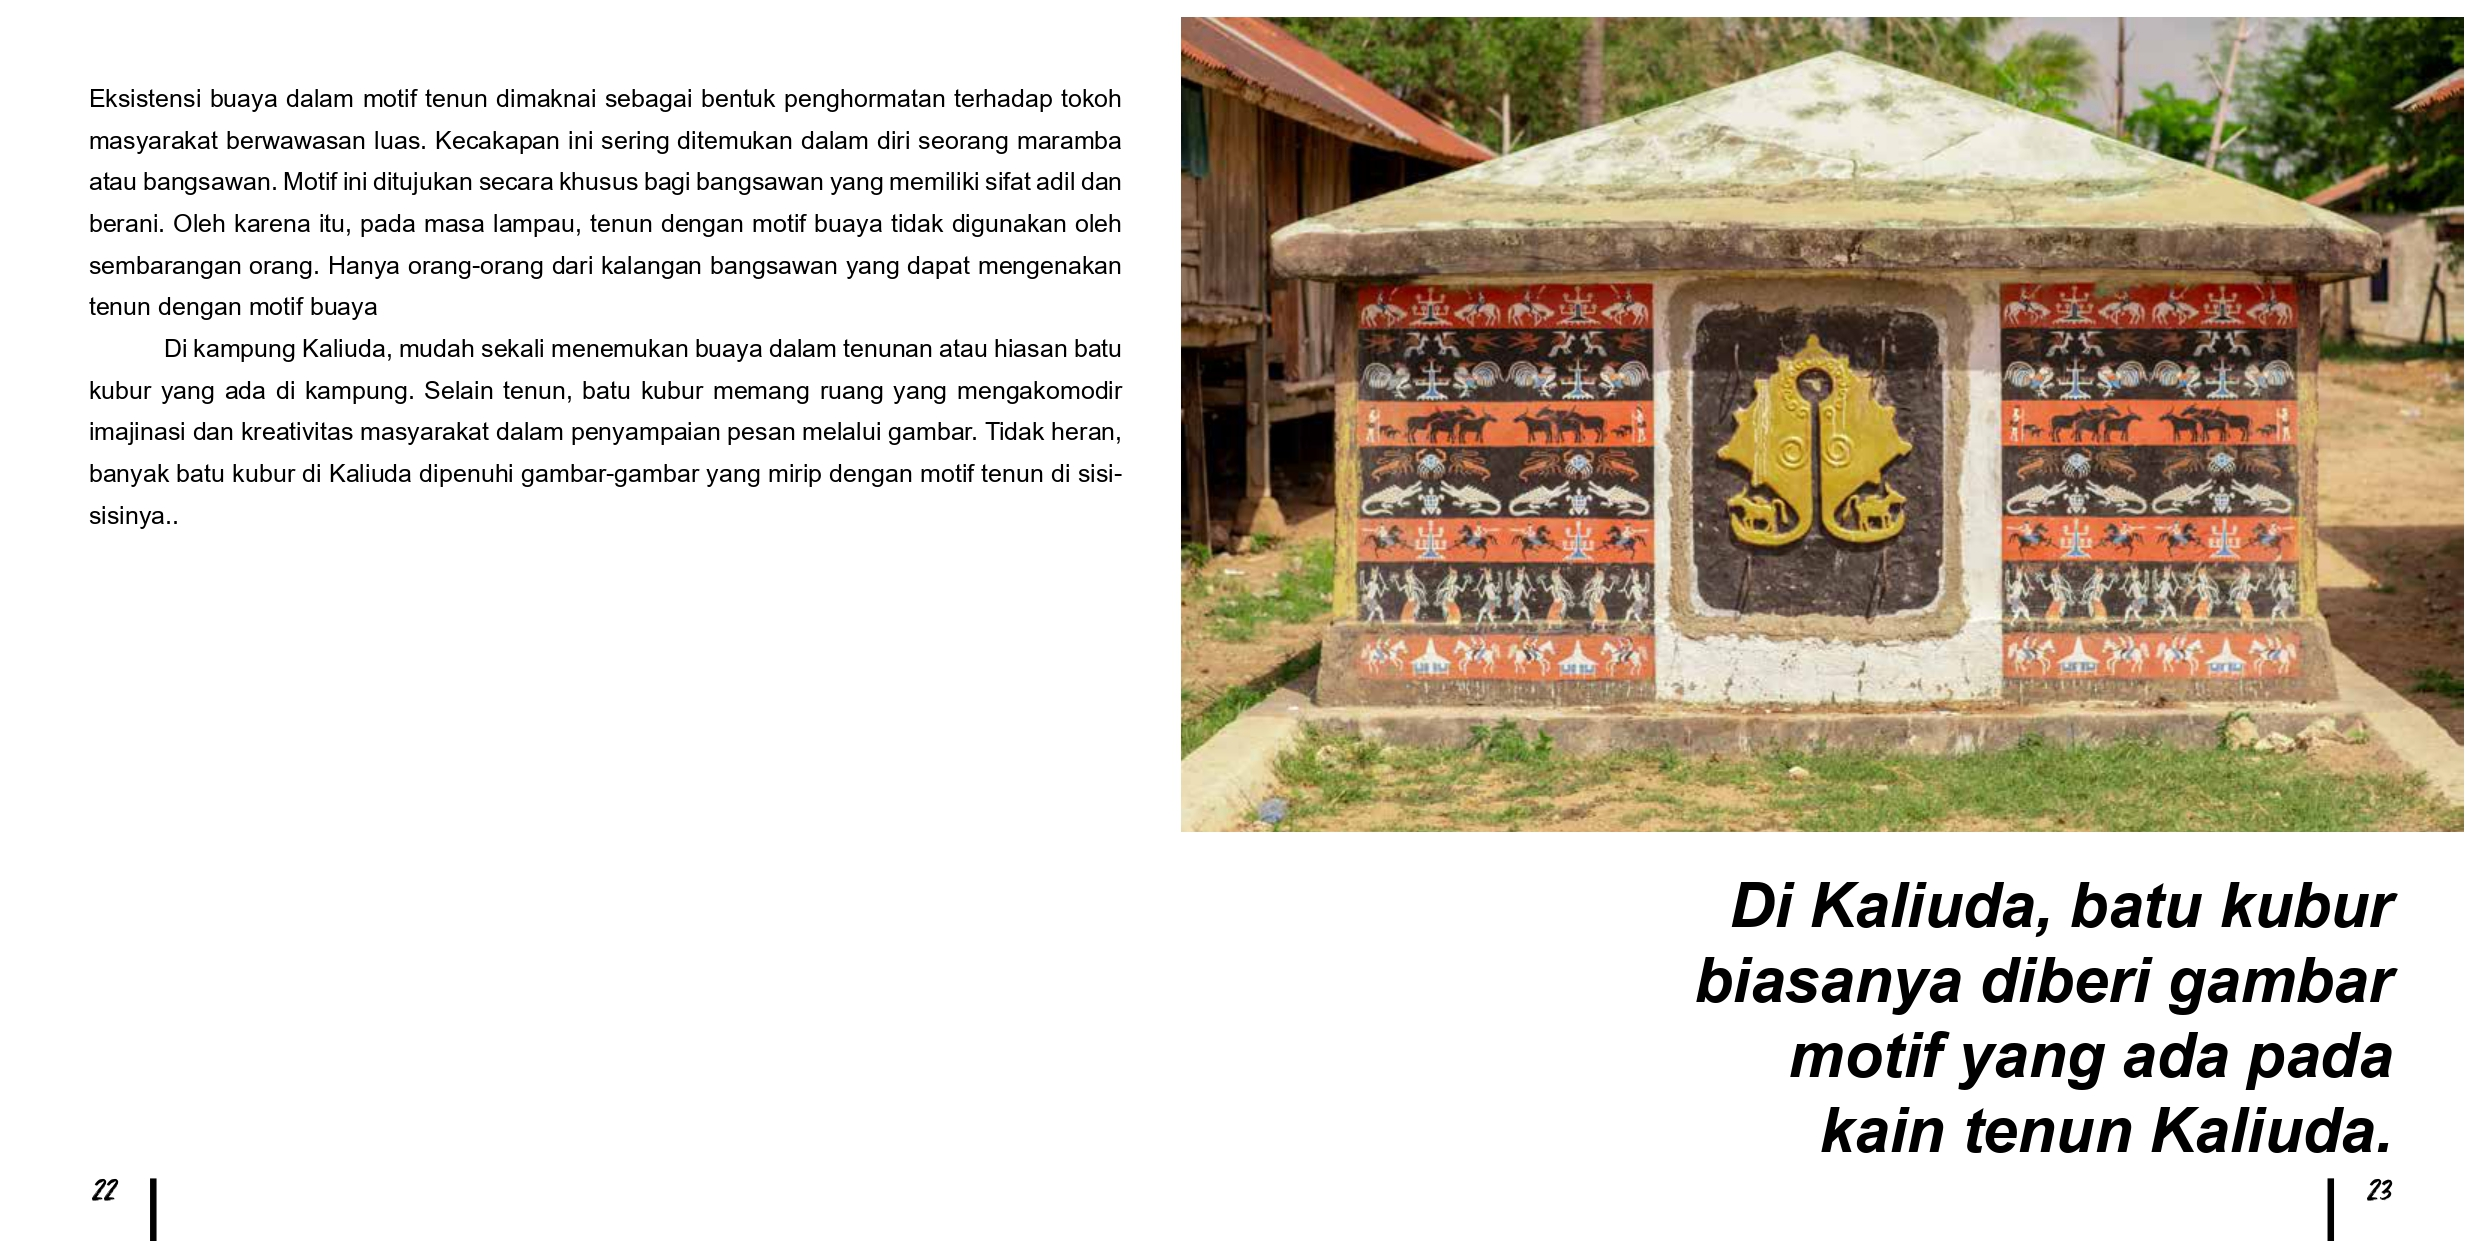 Eksistensi buaya dalam motif tenun dimaknai sebagai bentuk penghormatan terhadap tokoh
masyarakat berwawasan luas. Kecakapan ini sering ditemukan dalam diri seorang maramba
atau bangsawan. Motif ini ditujukan secara khusus bagi bangsawan yang memiliki sifat adil dan
berani. Oleh karena itu, pada masa lampau, tenun dengan motif buaya tidak digunakan oleh
sembarangan orang. Hanya orang-orang dari kalangan bangsawan yang dapat mengenakan
tenun dengan motif buaya
Di kampung Kaliuda, mudah sekali menemukan buaya dalam tenunan atau hiasan batu
kubur yang ada di kampung. Selain tenun, batu kubur memang ruang yang mengakomodir
imajinasi dan kreativitas masyarakat dalam penyampaian pesan melalui gambar. Tidak heran,
banyak batu kubur di Kaliuda dipenuhi gambar-gambar yang mirip dengan motif tenun di sisi-
sisinya..
22
Di Kaliuda, batu kubur
biasanya diberi gambar
motif yang ada pada
kain tenun Kaliuda.
23